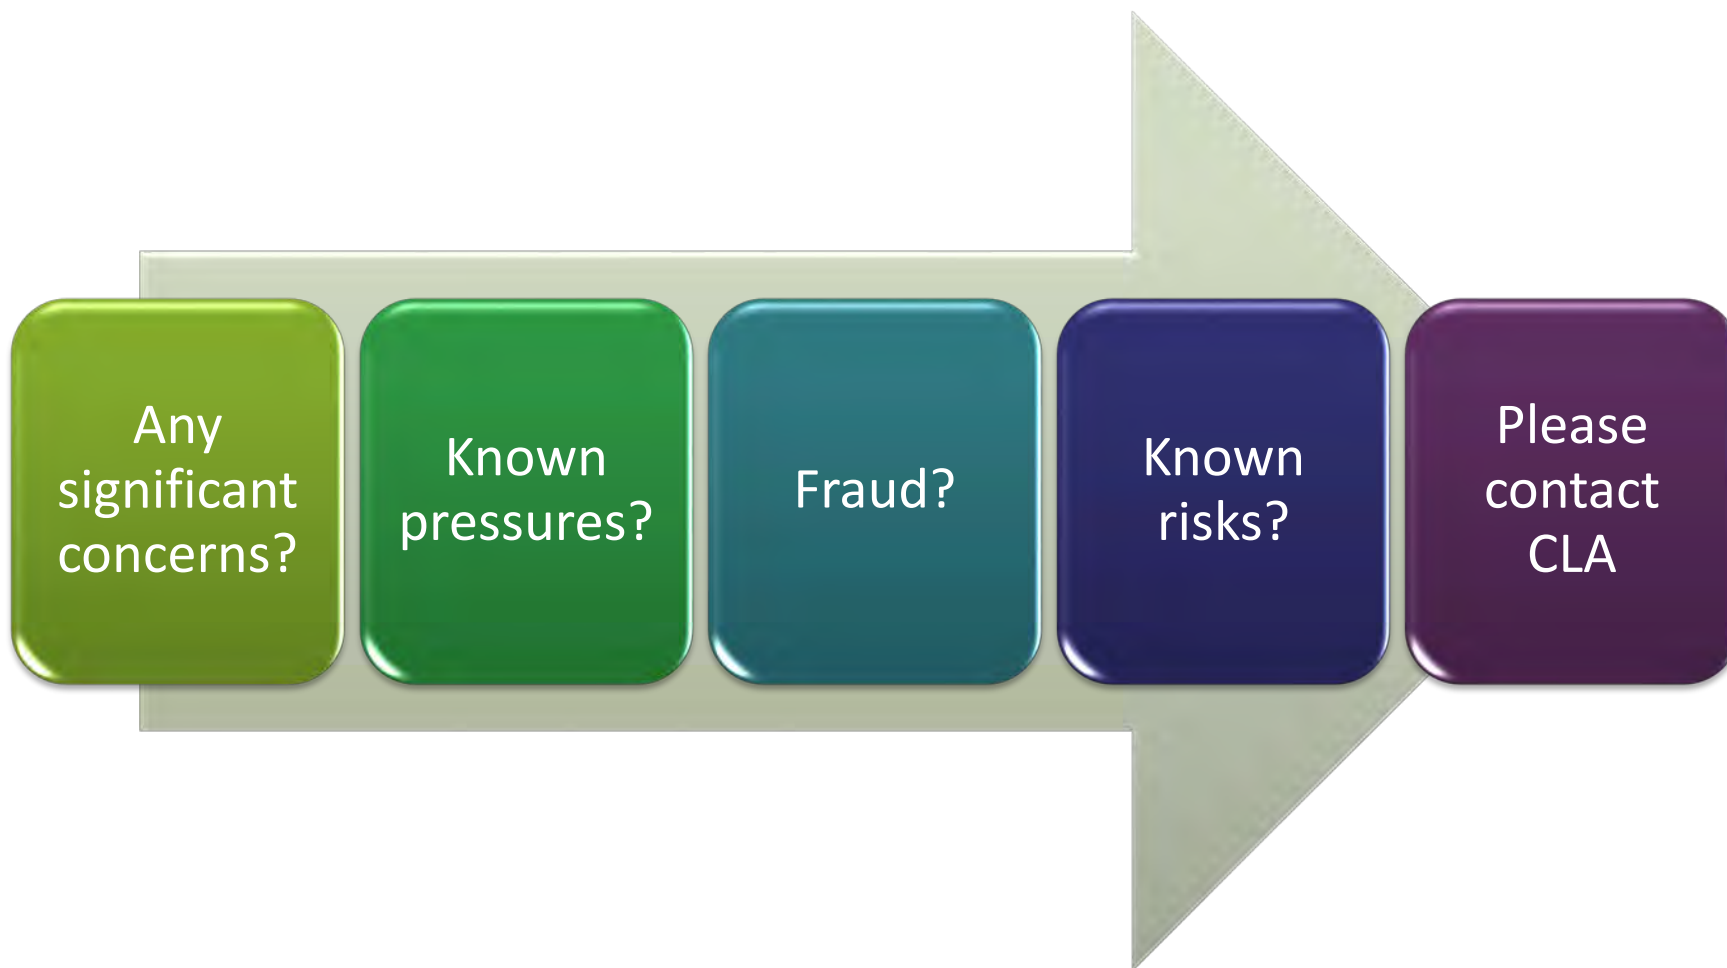 Any
significant
concerns?
Known
pressures?
Fraud?
Known
risks?
Please
contact
CLA